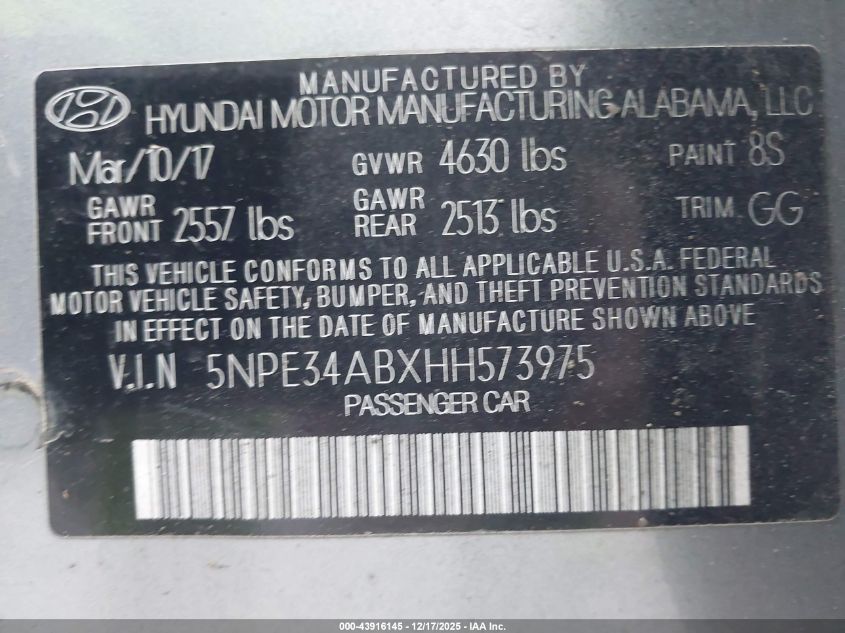 MANUFACTURED BY
HYUNDAI MOTOR MANUFACTURING ALABAMA, LLC
Mar/10/17 GVWR 4630 lbs PAINT 8S
GAWR FRONT 2557 lbs GAWR REAR 2513 lbs TRIM GG
THIS VEHICLE CONFORMS TO ALL APPLICABLE U.S.A. FEDERAL
MOTOR VEHICLE SAFETY, BUMPER, AND THEFT PREVENTION STANDARDS
IN EFFECT ON THE DATE OF MANUFACTURE SHOWN ABOVE
V.I.N 5NPE34ABXHH573975
PASSENGER CAR
000-43916145 - 12/17/2025 - IAA Inc.